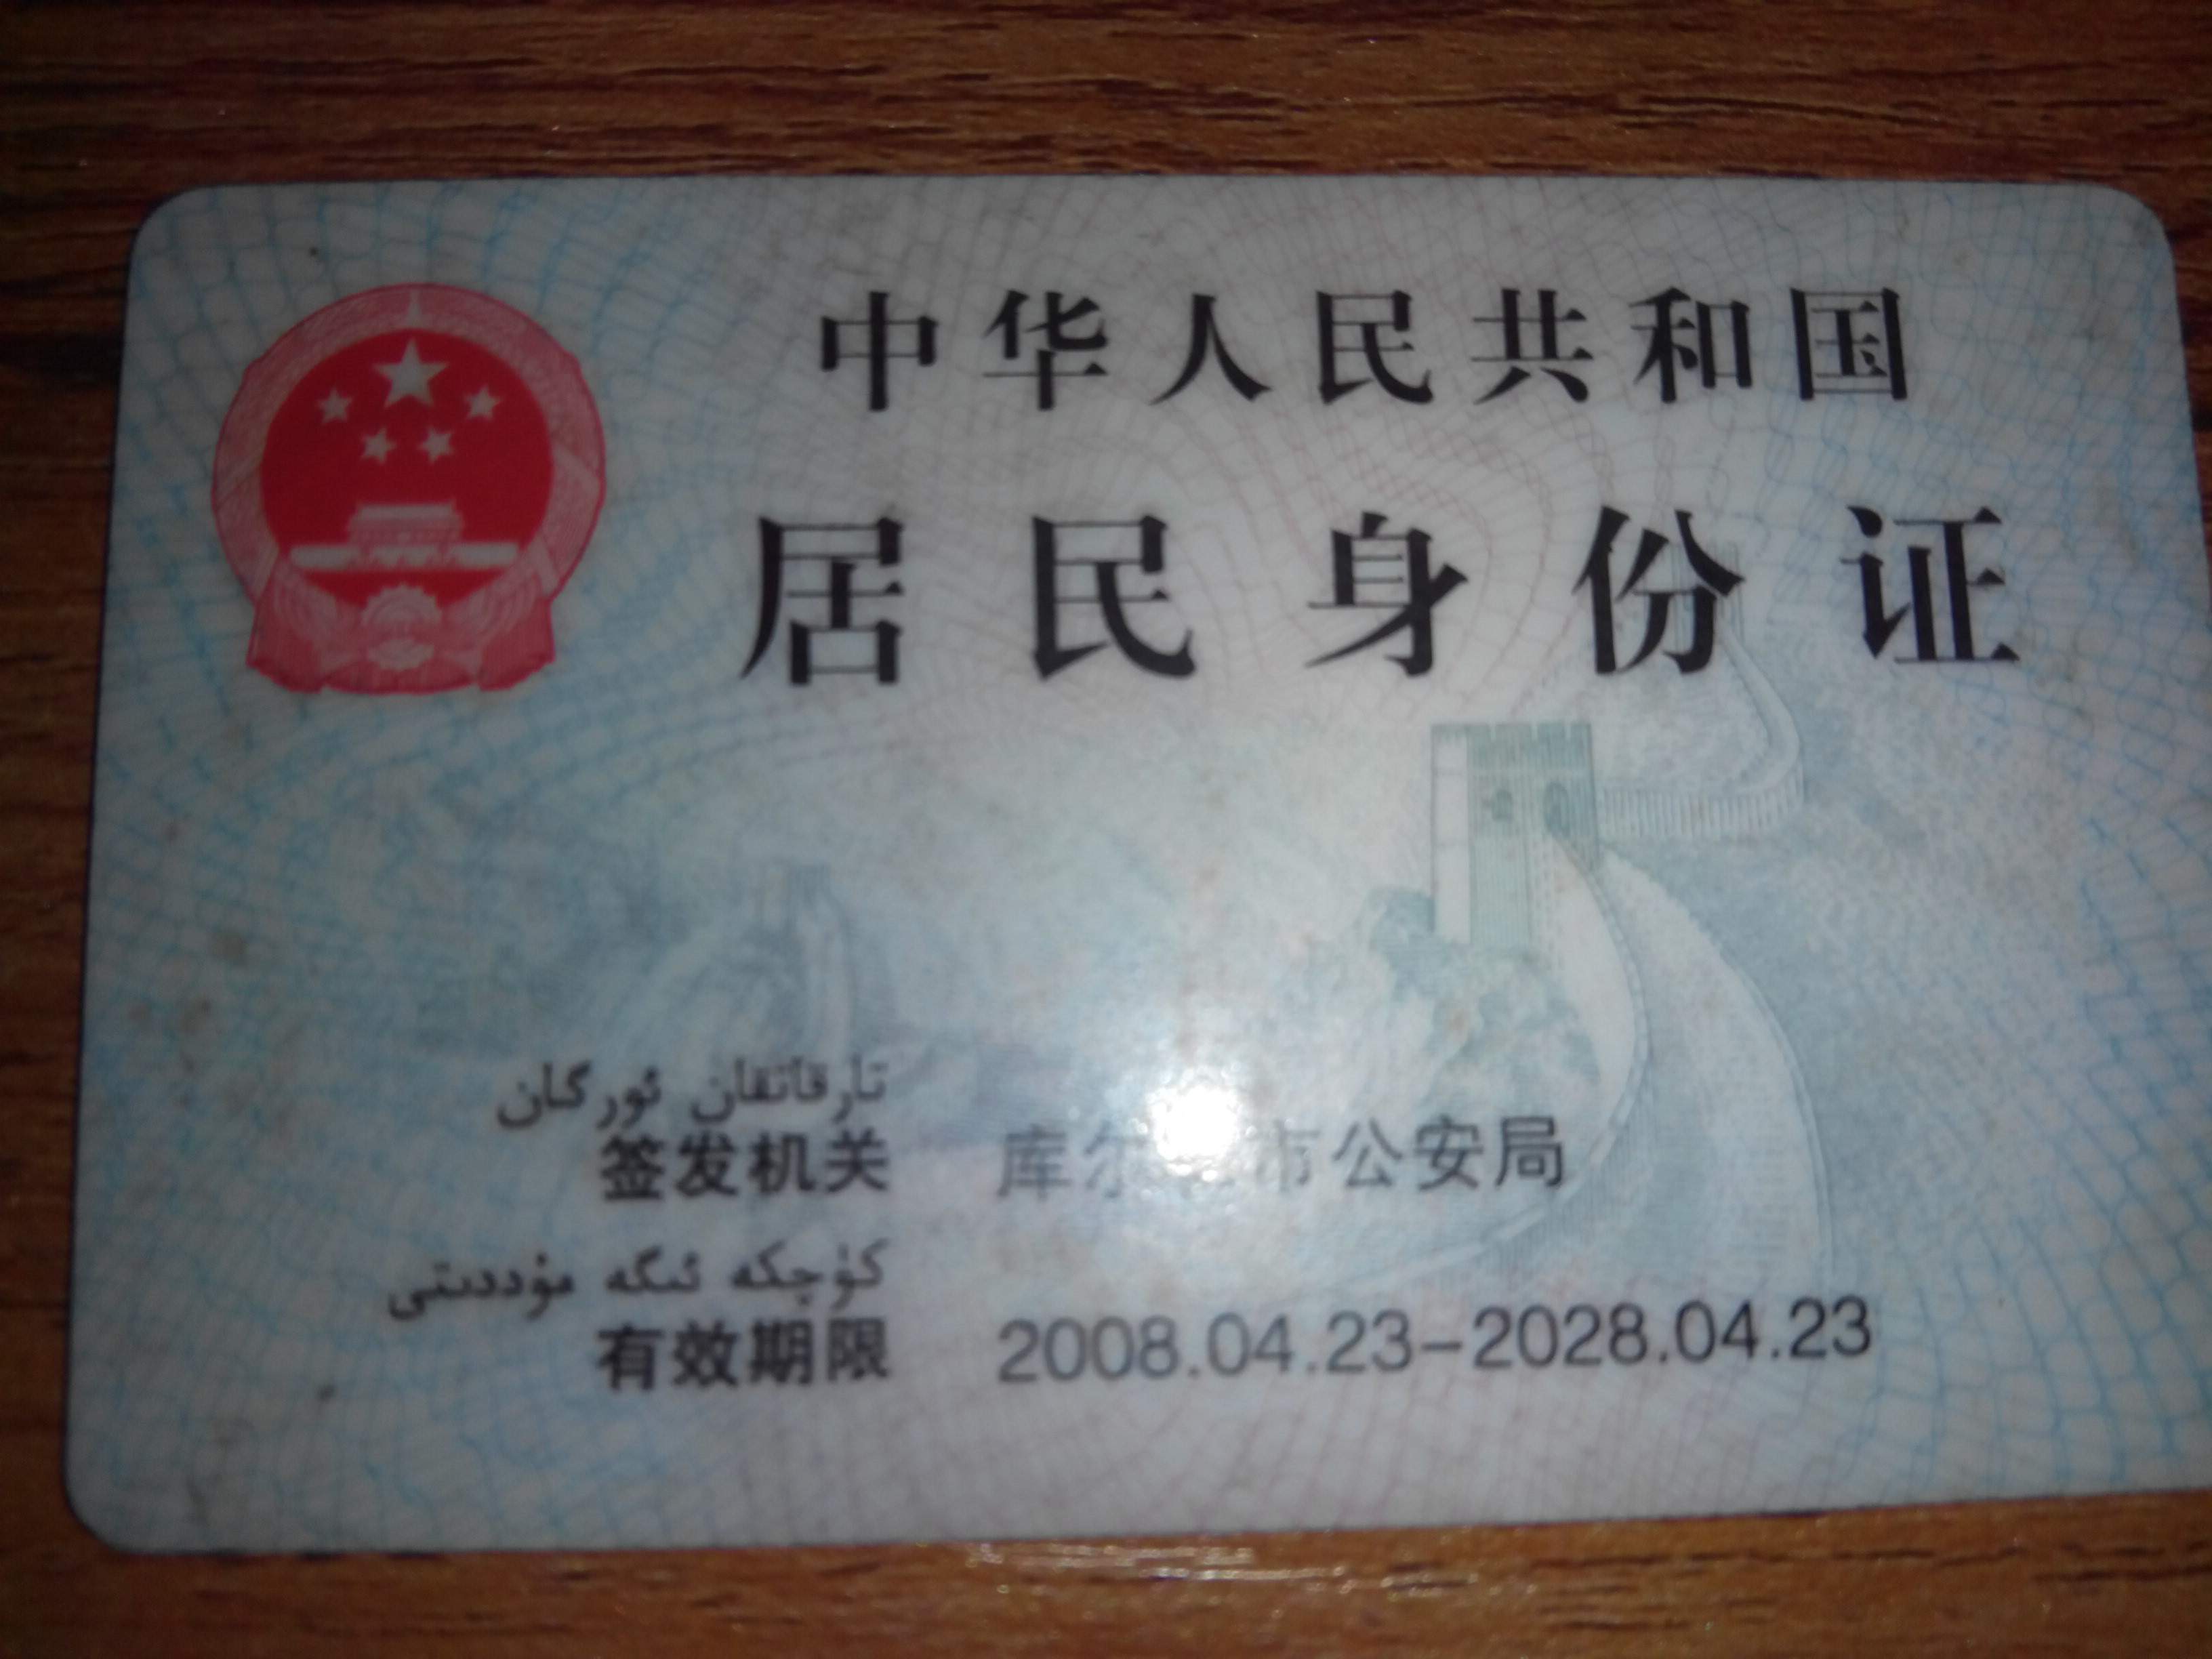 中华人民共和国
居民身份证
تارقاتقان ئورگان
签发机关 库尔 市公安局
كۈچكە ئىگە مۇددىتى
有效期限 2008.04.23-2028.04.23